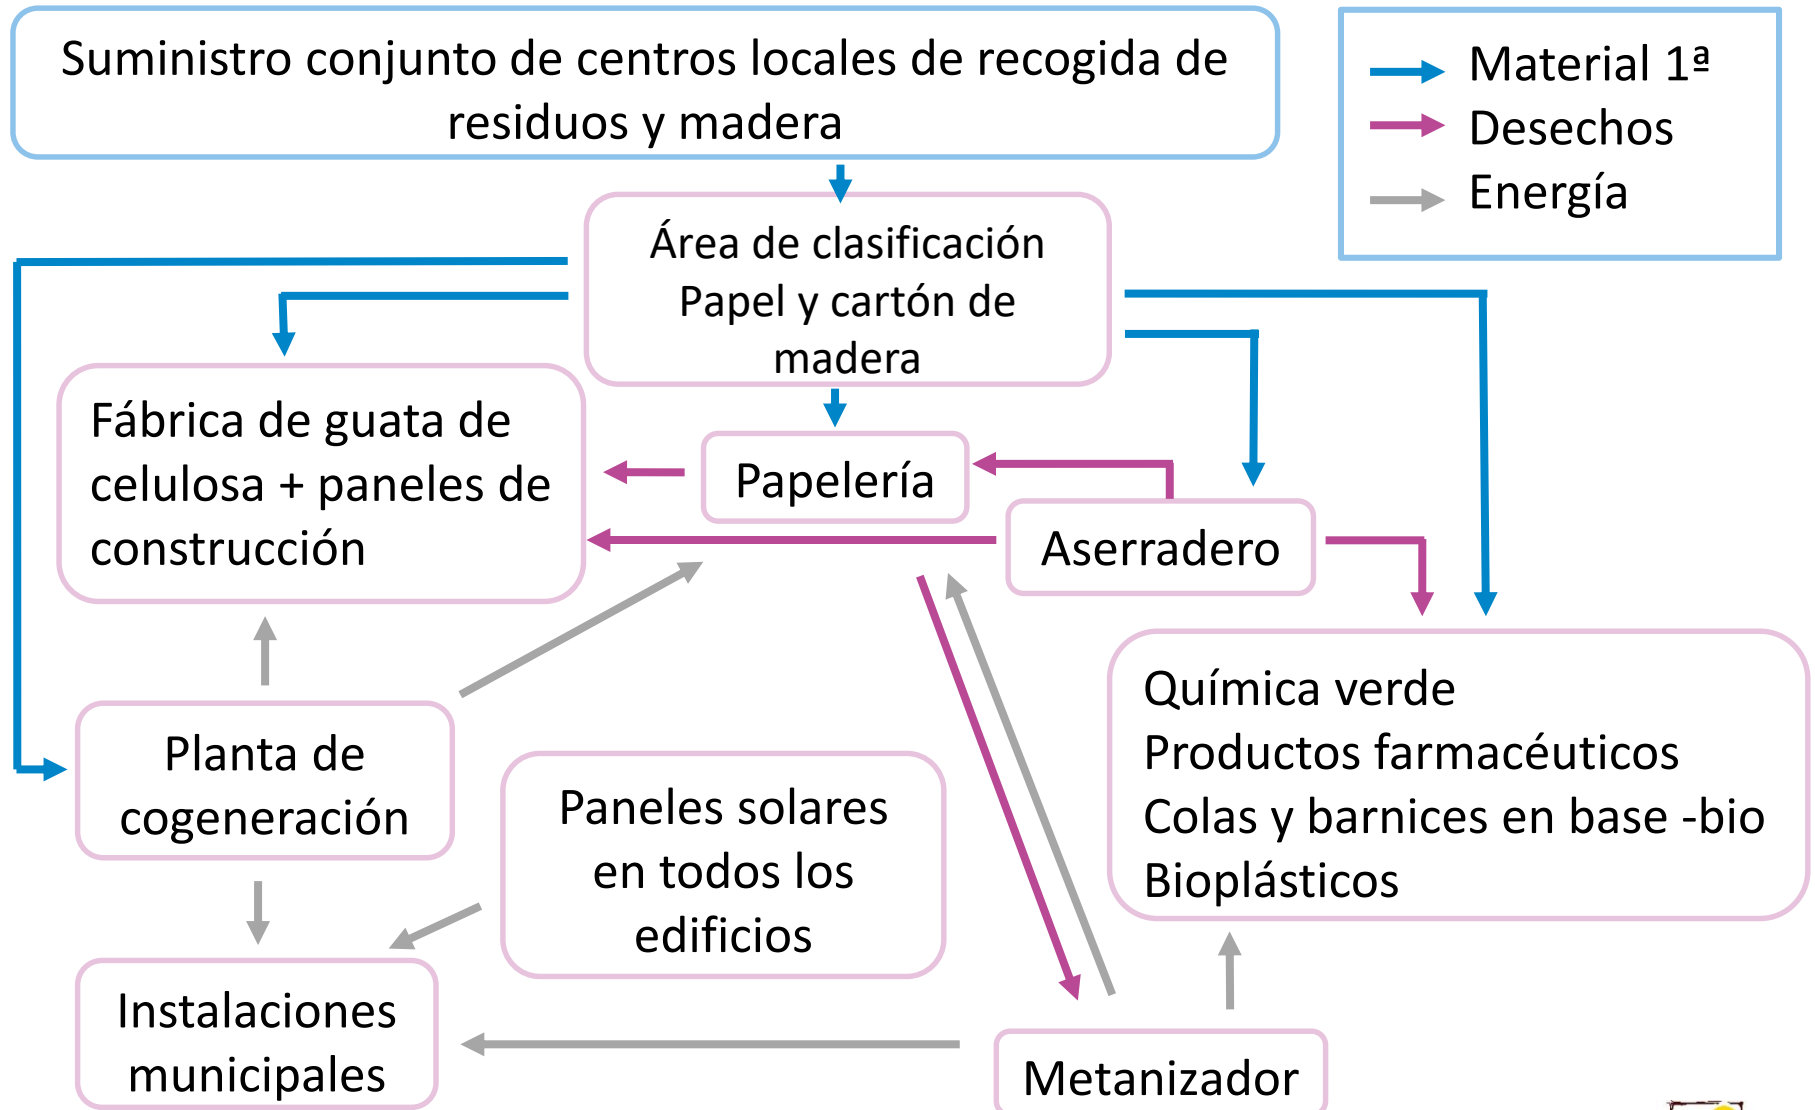 Suministro conjunto de centros locales de recogida de
residuos y madera
Material 1ª
Desechos
Energía
Área de clasificación
Papel y cartón de
madera
Fábrica de guata de
celulosa + paneles de
construcción
Papelería
Aserradero
Planta de
cogeneración
Paneles solares
en todos los
edificios
Química verde
Productos farmacéuticos
Colas y barnices en base -bio
Bioplásticos
Instalaciones
municipales
Metanizador